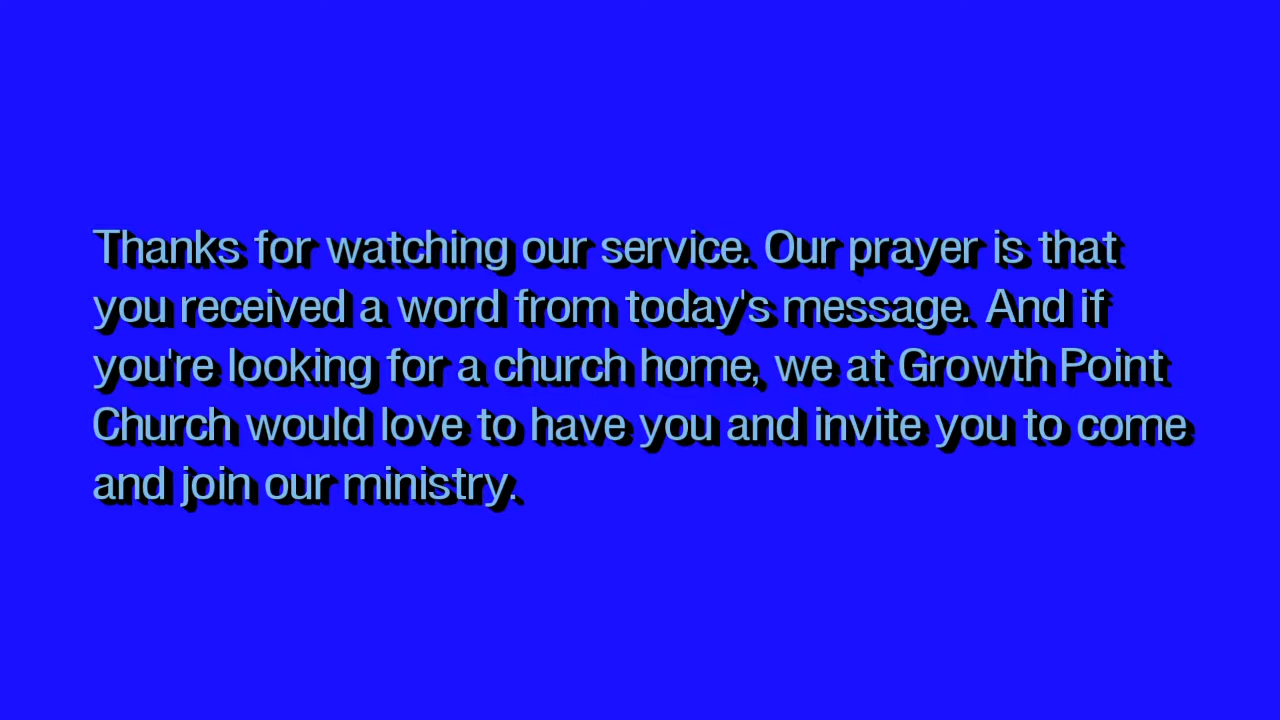 Thanks for watching our service. Our prayer is that
you received a word from today's message. And if
you're looking for a church home, we at Growth Point
Church would love to have you and invite you to come
and join our ministry.